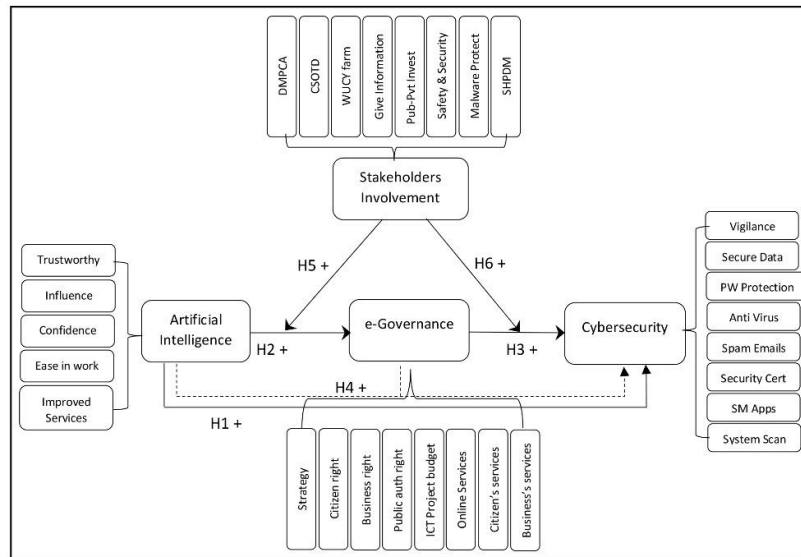 DMPCA
CSOTD
WUCY farm
Give Information
Pub-Pvt Invest
Safety & Security
Malware Protect
SHPDM
Stakeholders
Involvement
H5 +
H6 +
Trustworthy
Influence
Confidence
Ease in work
Improved
Services
Artificial
Intelligence
H2 +
e-Governance
H3 +
Cybersecurity
H4 +
H1 +
Vigilance
Secure Data
PW Protection
Anti Virus
Spam Emails
Security Cert
SM Apps
System Scan
Strategy
Citizen right
Business right
Public auth right
ICT Project budget
Online Services
Citizen's services
Business's services